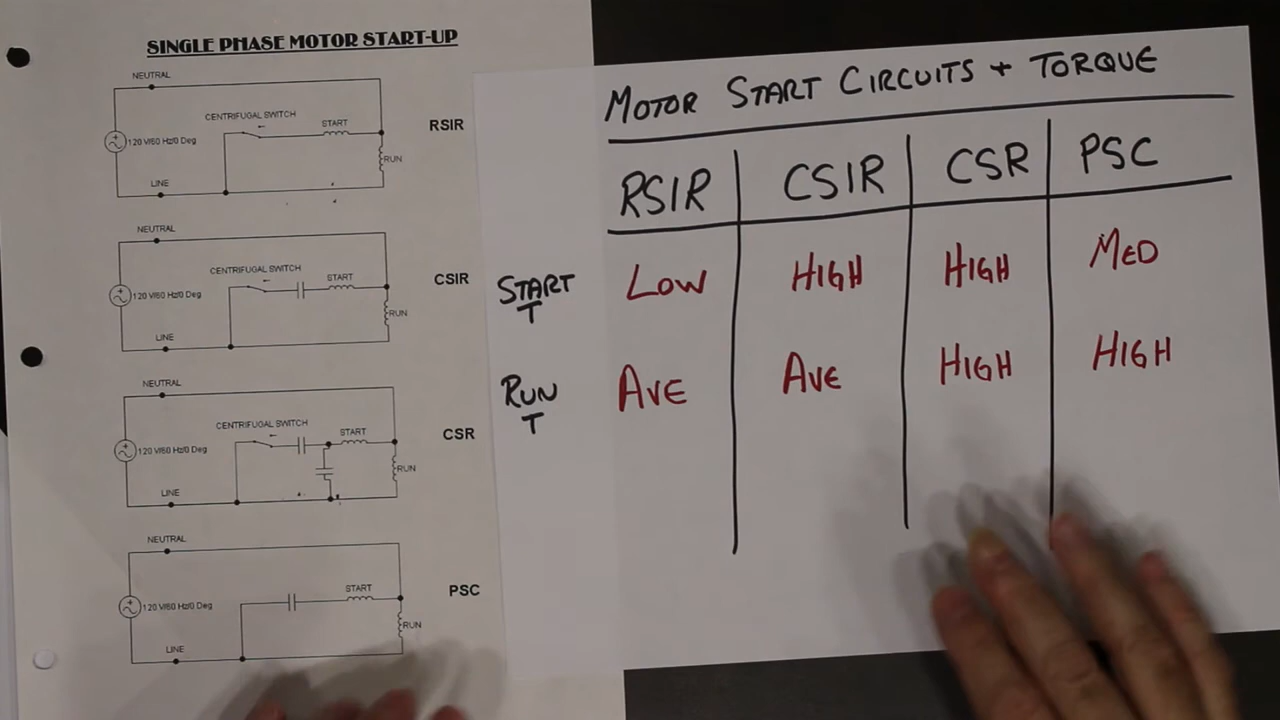 SINGLE PHASE MOTOR START-UP
NEUTRAL
CENTRIFUGAL SWITCH
START
RSIR
120 V/60 Hz/0 Deg
RUN
LINE
NEUTRAL
CENTRIFUGAL SWITCH
START
CSIR
120 V/60 Hz/0 Deg
RUN
LINE
NEUTRAL
CENTRIFUGAL SWITCH
START
CSR
120 V/60 Hz/0 Deg
RUN
LINE
NEUTRAL
START
PSC
120 V/60 Hz/0 Deg
RUN
LINE
MOTOR START CIRCUITS + TORQUE
RSIR CSIR CSR PSC
START T LOW HIGH HIGH MED
RUN T AVE AVE HIGH HIGH